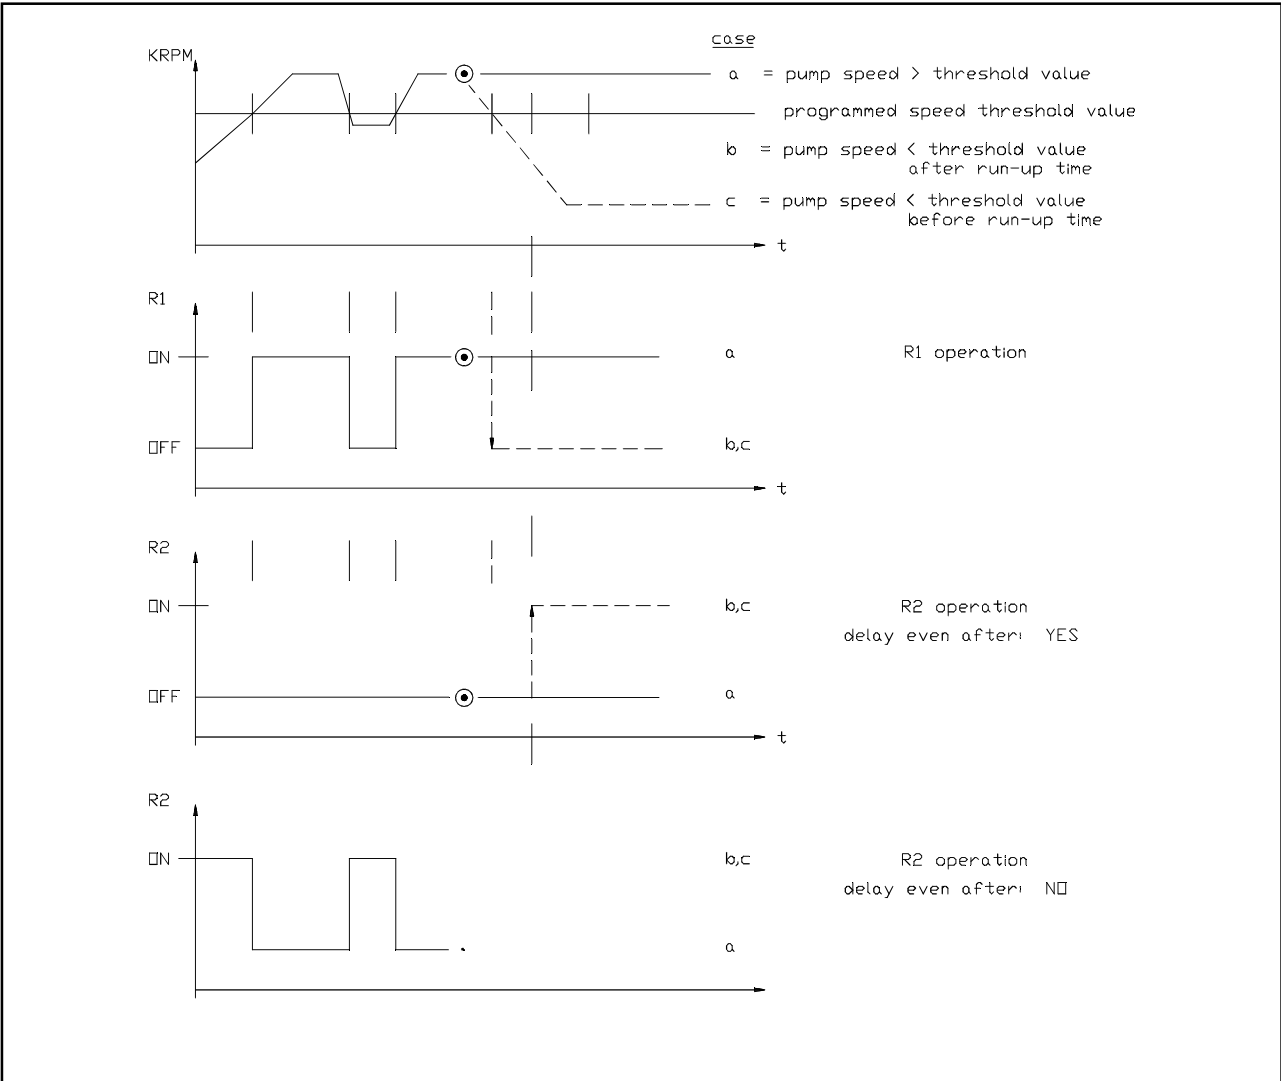 case
KRPM
a = pump speed > threshold value
programmed speed threshold value
b = pump speed < threshold value
after run-up time
c = pump speed < threshold value
before run-up time
t
R1
ON
a
R1 operation
OFF
b,c
t
R2
ON
b,c
R2 operation
delay even after: YES
OFF
a
t
R2
ON
b,c
R2 operation
delay even after: NO
a